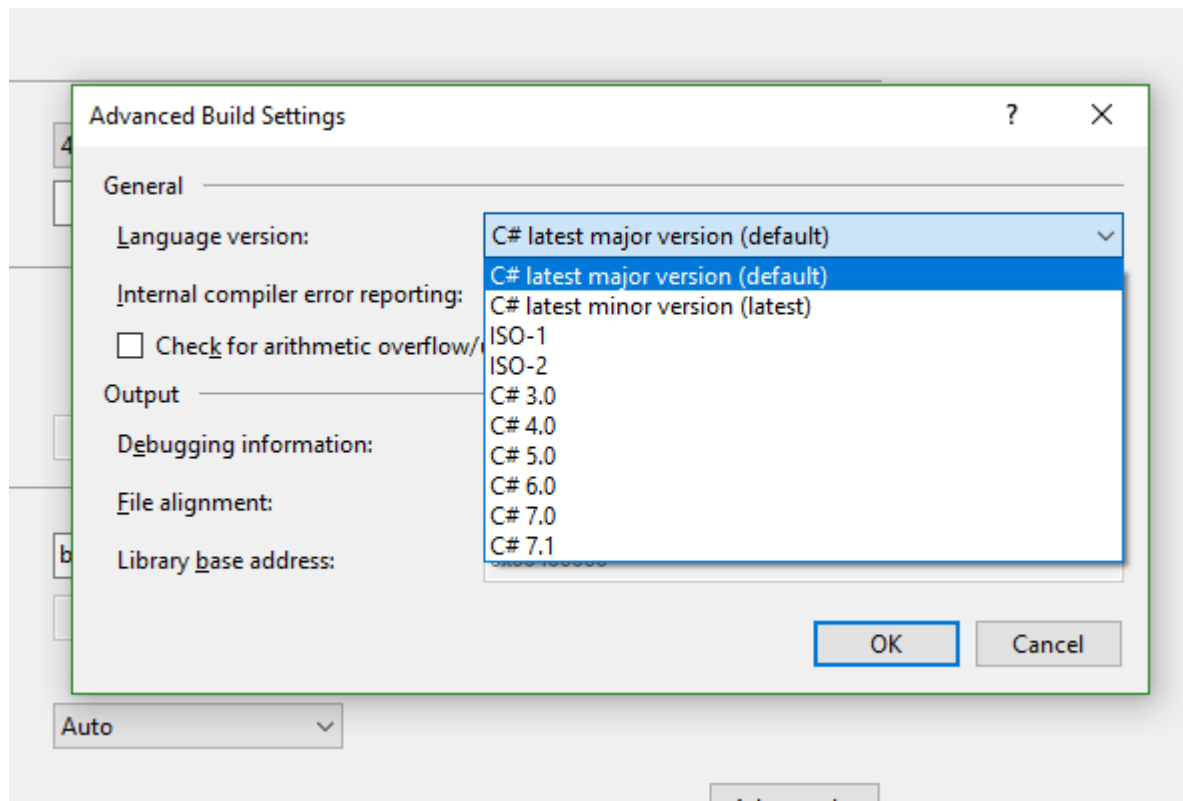 Advanced Build Settings
?
4
General
Language version:
C# latest major version (default)
C# latest major version (default)
Internal compiler error reporting:
C# latest minor version (latest)
ISO-1
Check for arithmetic overflow/
ISO-2
Output
C# 3.0
C# 4.0
Debugging information:
C# 5.0
C# 6.0
File alignment:
C# 7.0
b
Library base address:
C# 7.1
OK
Cancel
Auto